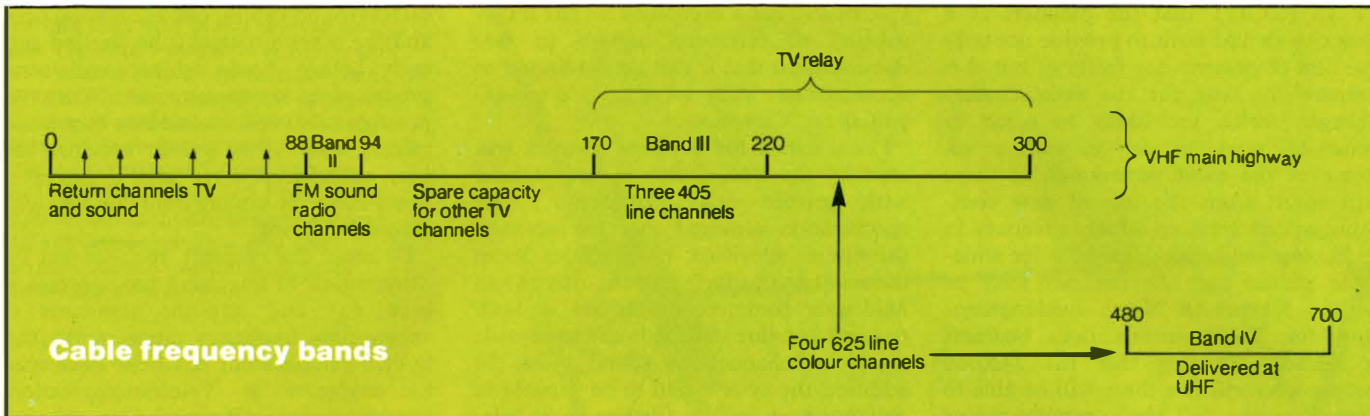 TV relay
0
88 Band 94
II
170
Band III
220
300
VHF main highway
Return channels TV
and sound
FM sound
radio
channels
Spare capacity
for other TV
channels
Three 405
line channels
Four 625 line
colour channels
480
700
Band IV
Delivered at
UHF
Cable frequency bands